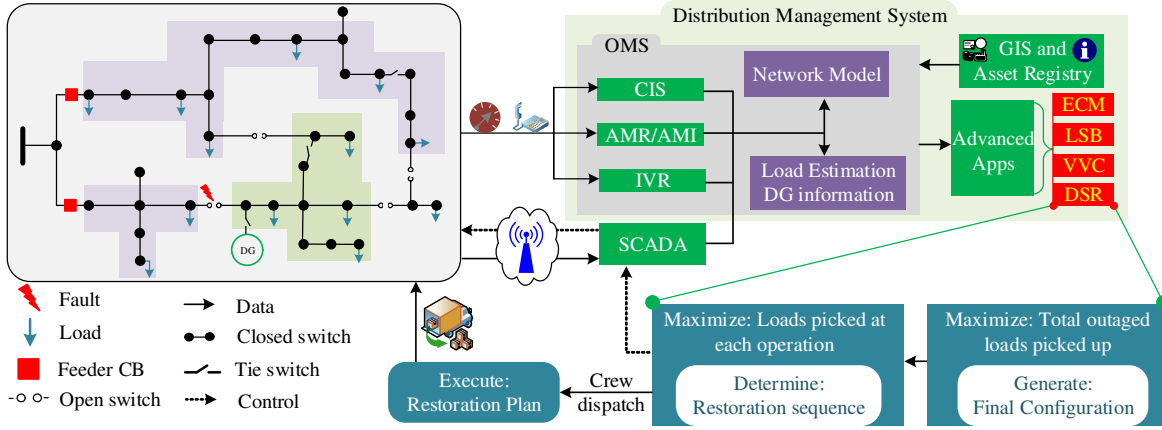 Distribution Management System
OMS
CIS
AMR/AMI
IVR
SCADA
Network Model
Load Estimation
DG information
GIS and
Asset Registry
Advanced
Apps
ECM
LSB
VVC
DSR
DG
Fault
Load
Feeder CB
Open switch
Data
Closed switch
Tie switch
Control
Execute:
Restoration Plan
Crew
dispatch
Maximize: Loads picked at
each operation
Determine:
Restoration sequence
Maximize: Total outaged
loads picked up
Generate:
Final Configuration